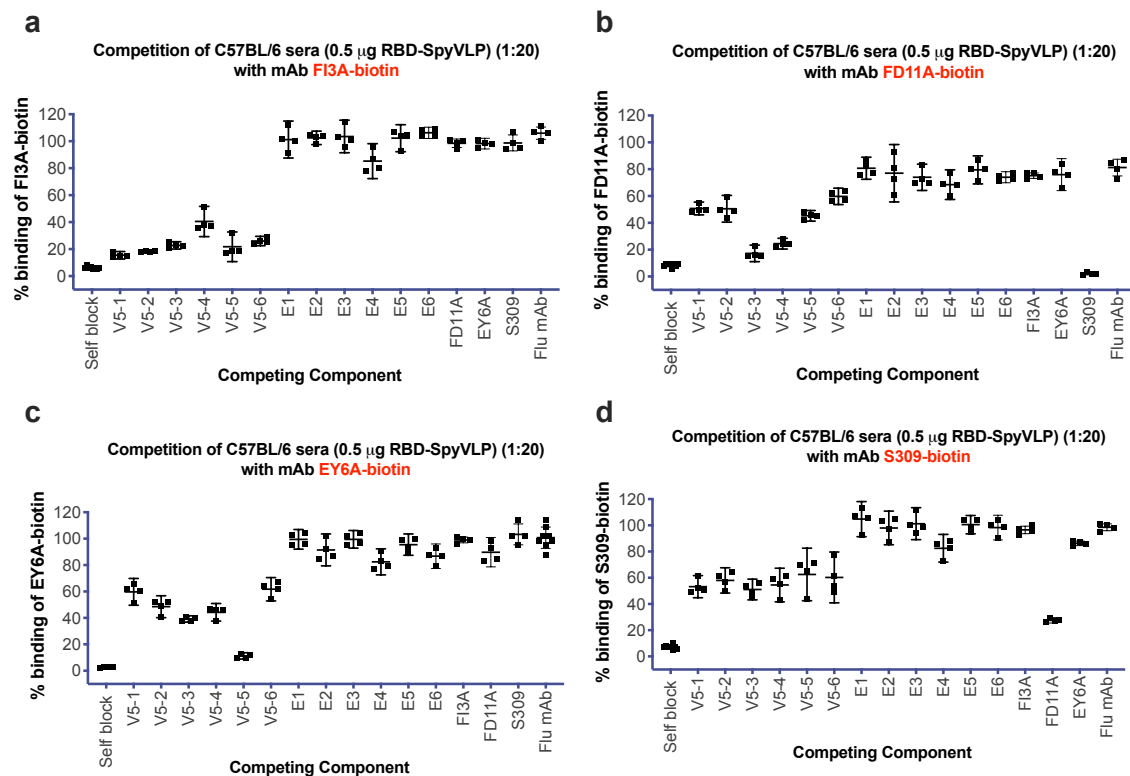 a
Competition of C57BL/6 sera (0.5 μg RBD-SpyVLP) (1:20)
with mAb FI3A-biotin
% binding of FI3A-biotin
120
100
80
60
40
20
0
Self block
V5-1
V5-2
V5-3
V5-4
V5-5
V5-6
E1
E2
E3
E4
E5
E6
FD11A
EY6A
S309
Flu mAb
Competing Component
b
Competition of C57BL/6 sera (0.5 μg RBD-SpyVLP) (1:20)
with mAb FD11A-biotin
% binding of FD11A-biotin
120
100
80
60
40
20
0
Self block
V5-1
V5-2
V5-3
V5-4
V5-5
V5-6
E1
E2
E3
E4
E5
E6
FI3A
EY6A
S309
Flu mAb
Competing Component
c
Competition of C57BL/6 sera (0.5 μg RBD-SpyVLP) (1:20)
with mAb EY6A-biotin
% binding of EY6A-biotin
120
100
80
60
40
20
0
Self block
V5-1
V5-2
V5-3
V5-4
V5-5
V5-6
E1
E2
E3
E4
E5
E6
FI3A
FD11A
S309
Flu mAb
Competing Component
d
Competition of C57BL/6 sera (0.5 μg RBD-SpyVLP) (1:20)
with mAb S309-biotin
% binding of S309-biotin
120
100
80
60
40
20
0
Self block
V5-1
V5-2
V5-3
V5-4
V5-5
V5-6
E1
E2
E3
E4
E5
E6
FI3A
FD11A
EY6A
Flu mAb
Competing Component